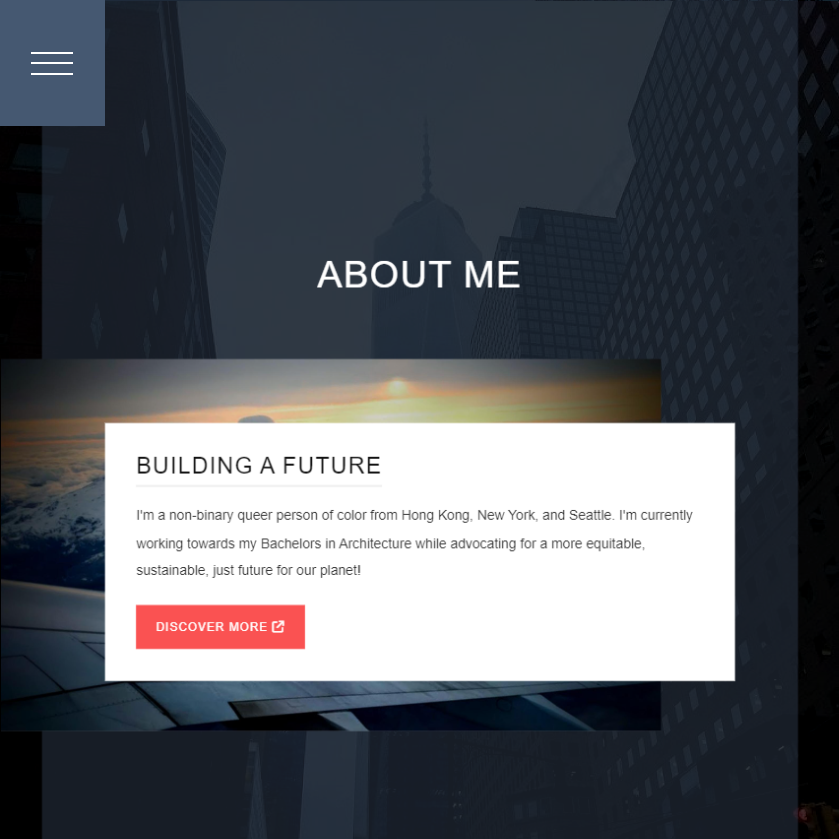 ABOUT ME
BUILDING A FUTURE
I'm a non-binary queer person of color from Hong Kong, New York, and Seattle. I'm currently
working towards my Bachelors in Architecture while advocating for a more equitable,
sustainable, just future for our planet!
DISCOVER MORE